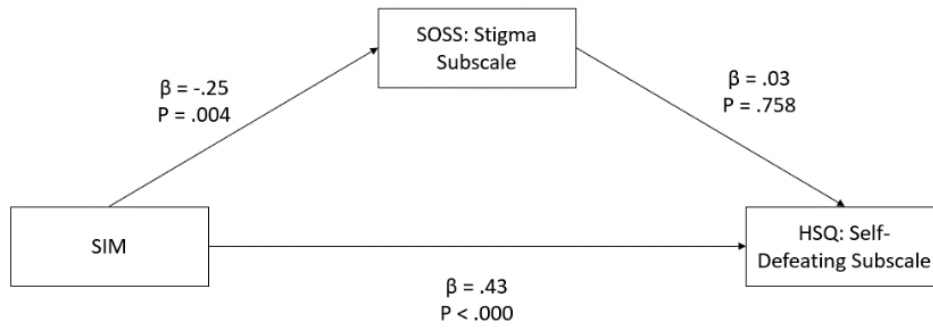 SOSS: Stigma
Subscale
β = -.25
P = .004
β = .03
P = .758
SIM
HSQ: Self-
Defeating Subscale
β = .43
P < .000